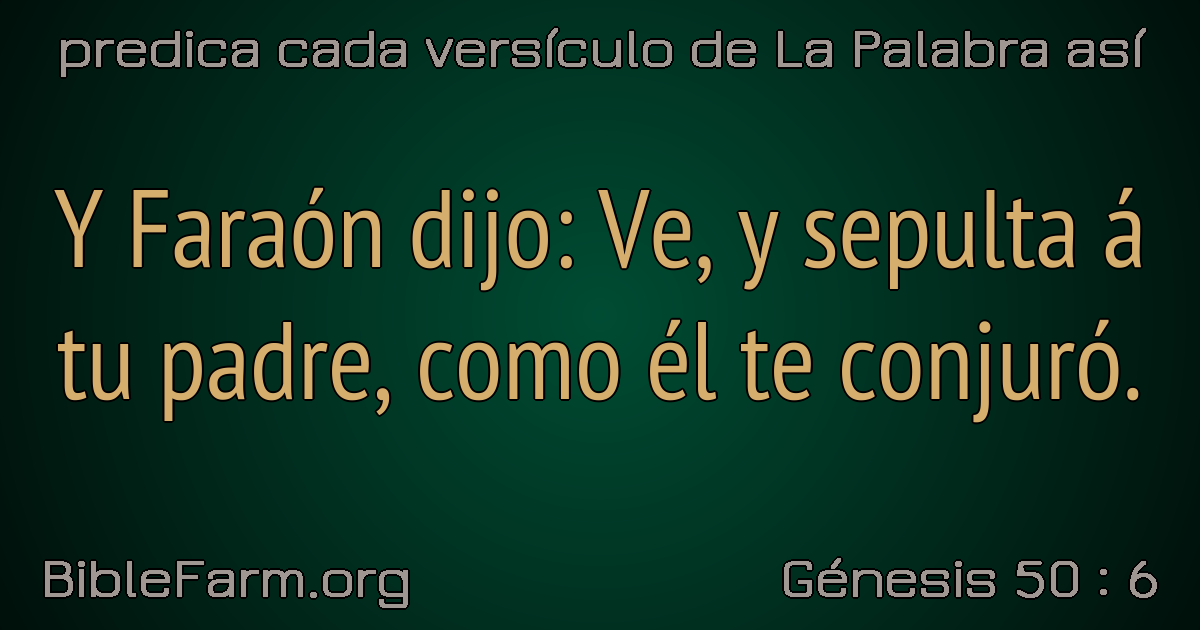 predica cada versículo de La Palabra así
Y Faraón dijo: Ve, y sepulta á
tu padre, como él te conjuró.
BibleFarm.org
Génesis 50 : 6